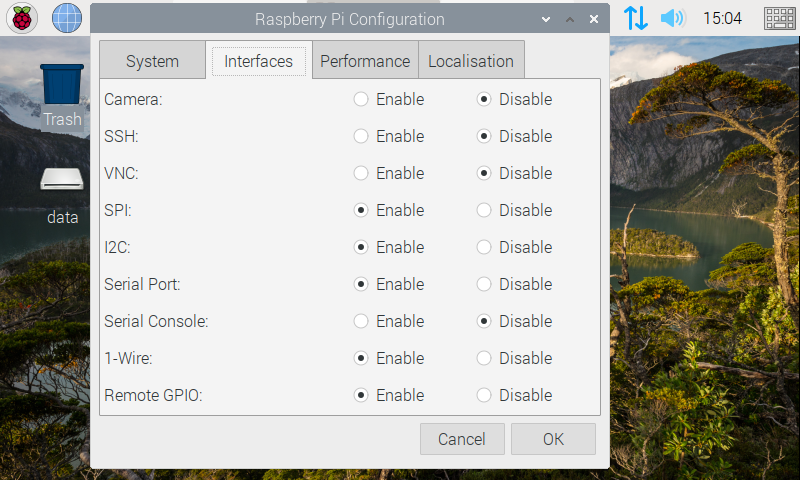 Raspberry Pi Configuration
15:04
System Interfaces Performance Localisation
Camera: Enable Disable
SSH: Enable Disable
VNC: Enable Disable
SPI: Enable Disable
I2C: Enable Disable
Serial Port: Enable Disable
Serial Console: Enable Disable
1-Wire: Enable Disable
Remote GPIO: Enable Disable
Cancel OK
Trash
data